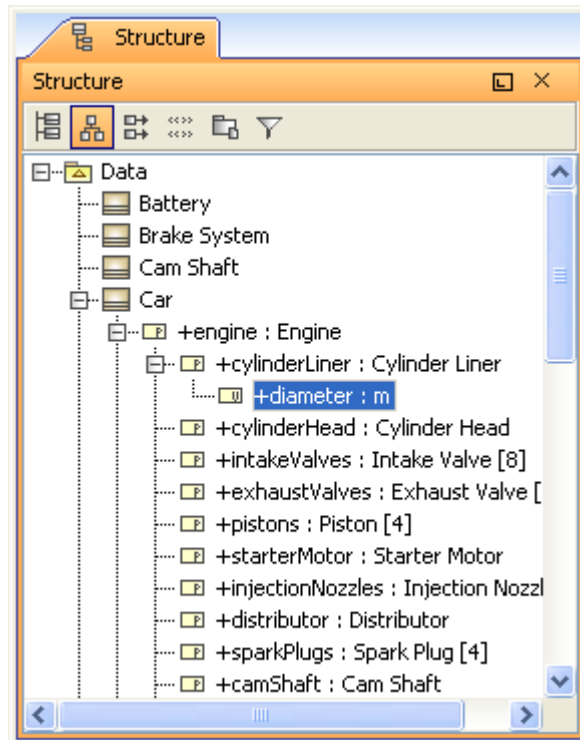 Structure
Structure
Data
Battery
Brake System
Cam Shaft
Car
+engine : Engine
+cylinderLiner : Cylinder Liner
+diameter : m
+cylinderHead : Cylinder Head
+intakeValves : Intake Valve [8]
+exhaustValves : Exhaust Valve [
+pistons : Piston [4]
+starterMotor : Starter Motor
+injectionNozzles : Injection Nozzl
+distributor : Distributor
+sparkPlugs : Spark Plug [4]
+camShaft : Cam Shaft